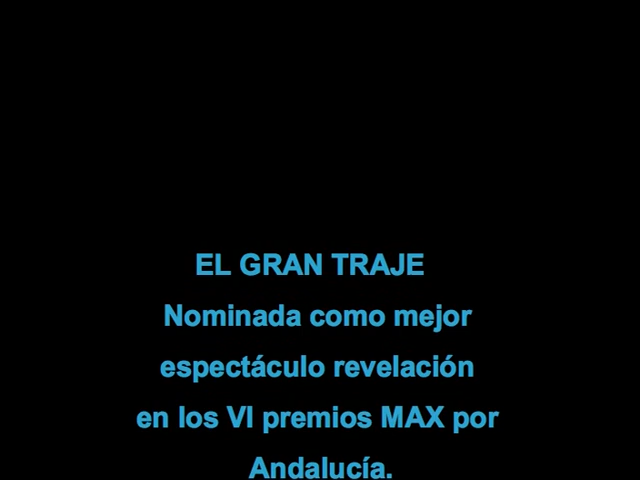 EL GRAN TRAJE
Nominada como mejor
espectáculo revelación
en los VI premios MAX por
Andalucía.